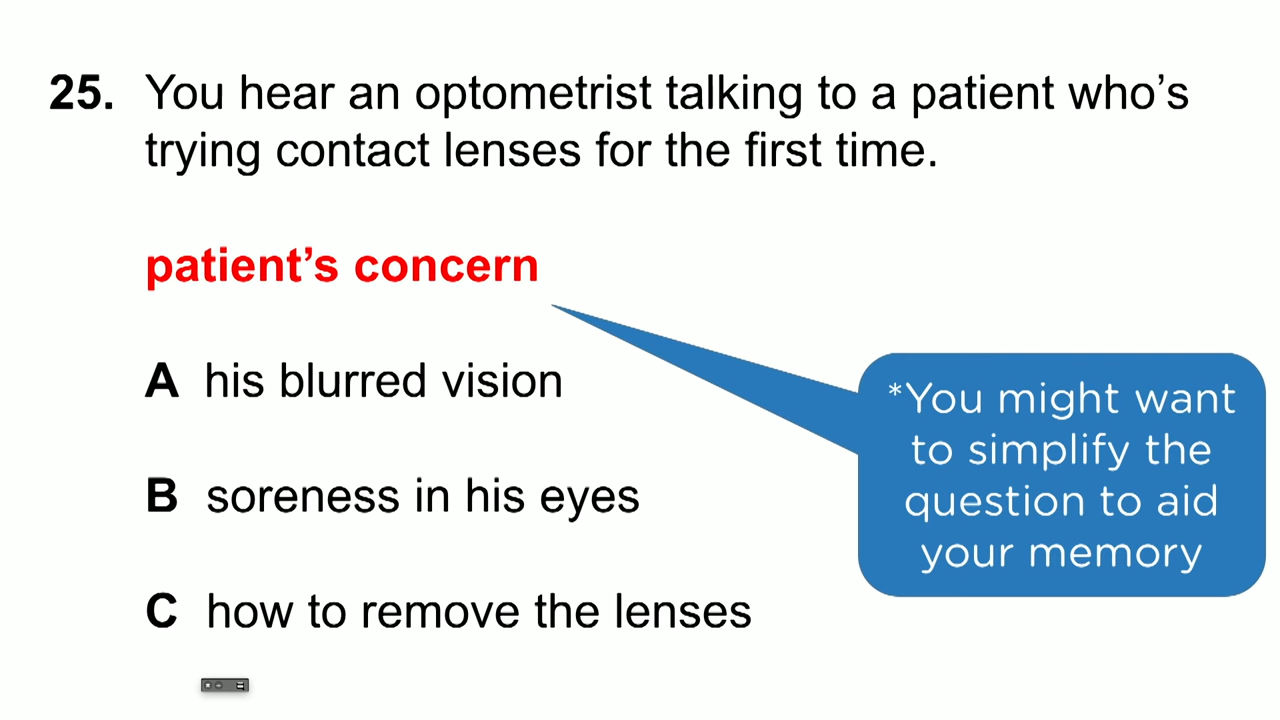 25. You hear an optometrist talking to a patient who’s
trying contact lenses for the first time.
patient’s concern
A his blurred vision
B soreness in his eyes
C how to remove the lenses
*You might want
to simplify the
question to aid
your memory